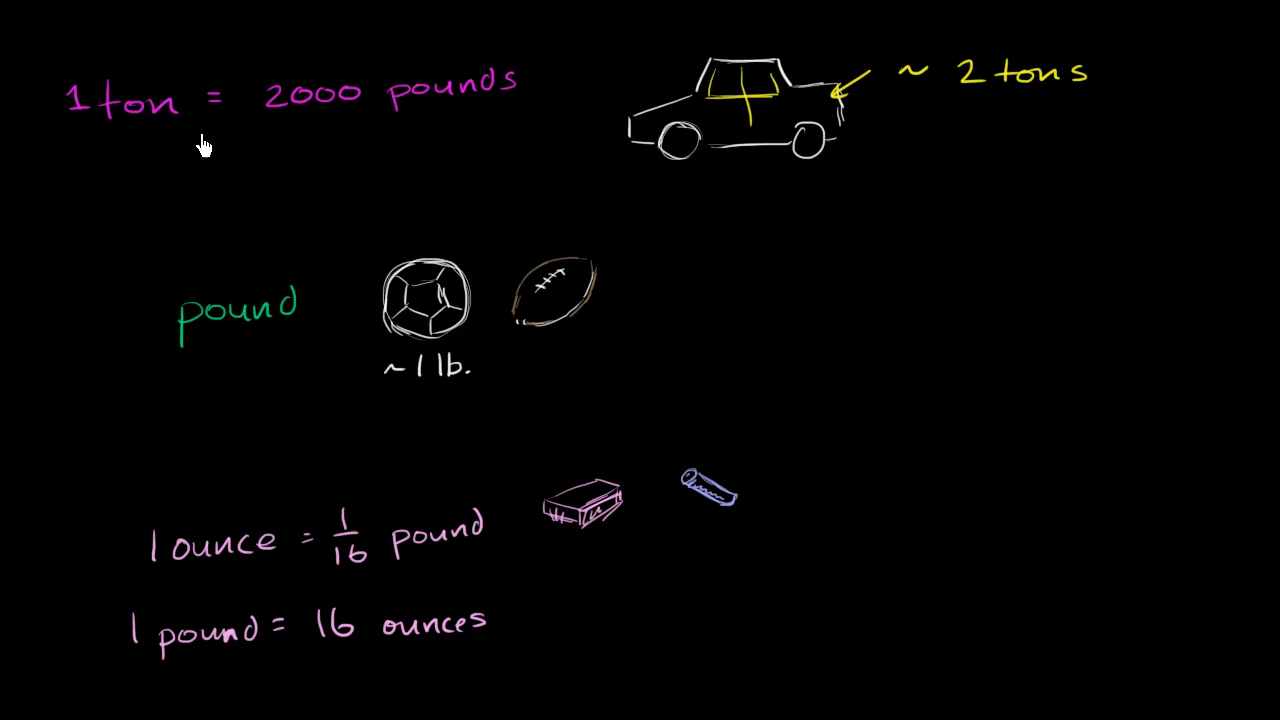 1 ton = 2000 pounds
~ 2 tons
pound
~ 1 lb.
1 ounce = 1/16 pound
1 pound = 16 ounces